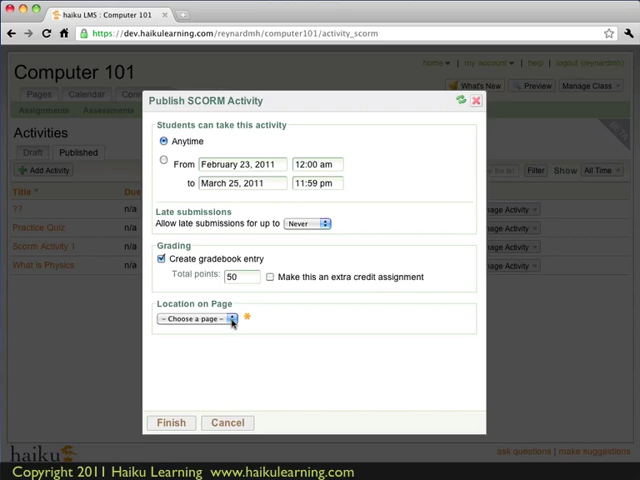 haiku LMS : Computer 101
https://dev.haikulearning.com/reynardmh/computer101/activity_scorm
home my account help logout (reynardmh)
Computer 101
What's New Preview Manage Class
Pages Calendar
Assignments Assessments
Activities
BETA
Draft Published
Add Activity
for list Filter Show All Time
Title Due
?? n/a
Practice Quiz n/a
Scorm Activity 1 n/a
What is Physics n/a
Activity
Activity
Activity
Activity
Publish SCORM Activity
Students can take this activity
Anytime
From February 23, 2011 12:00 am
to March 25, 2011 11:59 pm
Late submissions
Allow late submissions for up to Never
Grading
Create gradebook entry
Total points: 50 Make this an extra credit assignment
Location on Page
– Choose a page – *
Finish Cancel
haiku
ask questions | make suggestions
Copyright 2011 Haiku Learning www.haikulearning.com